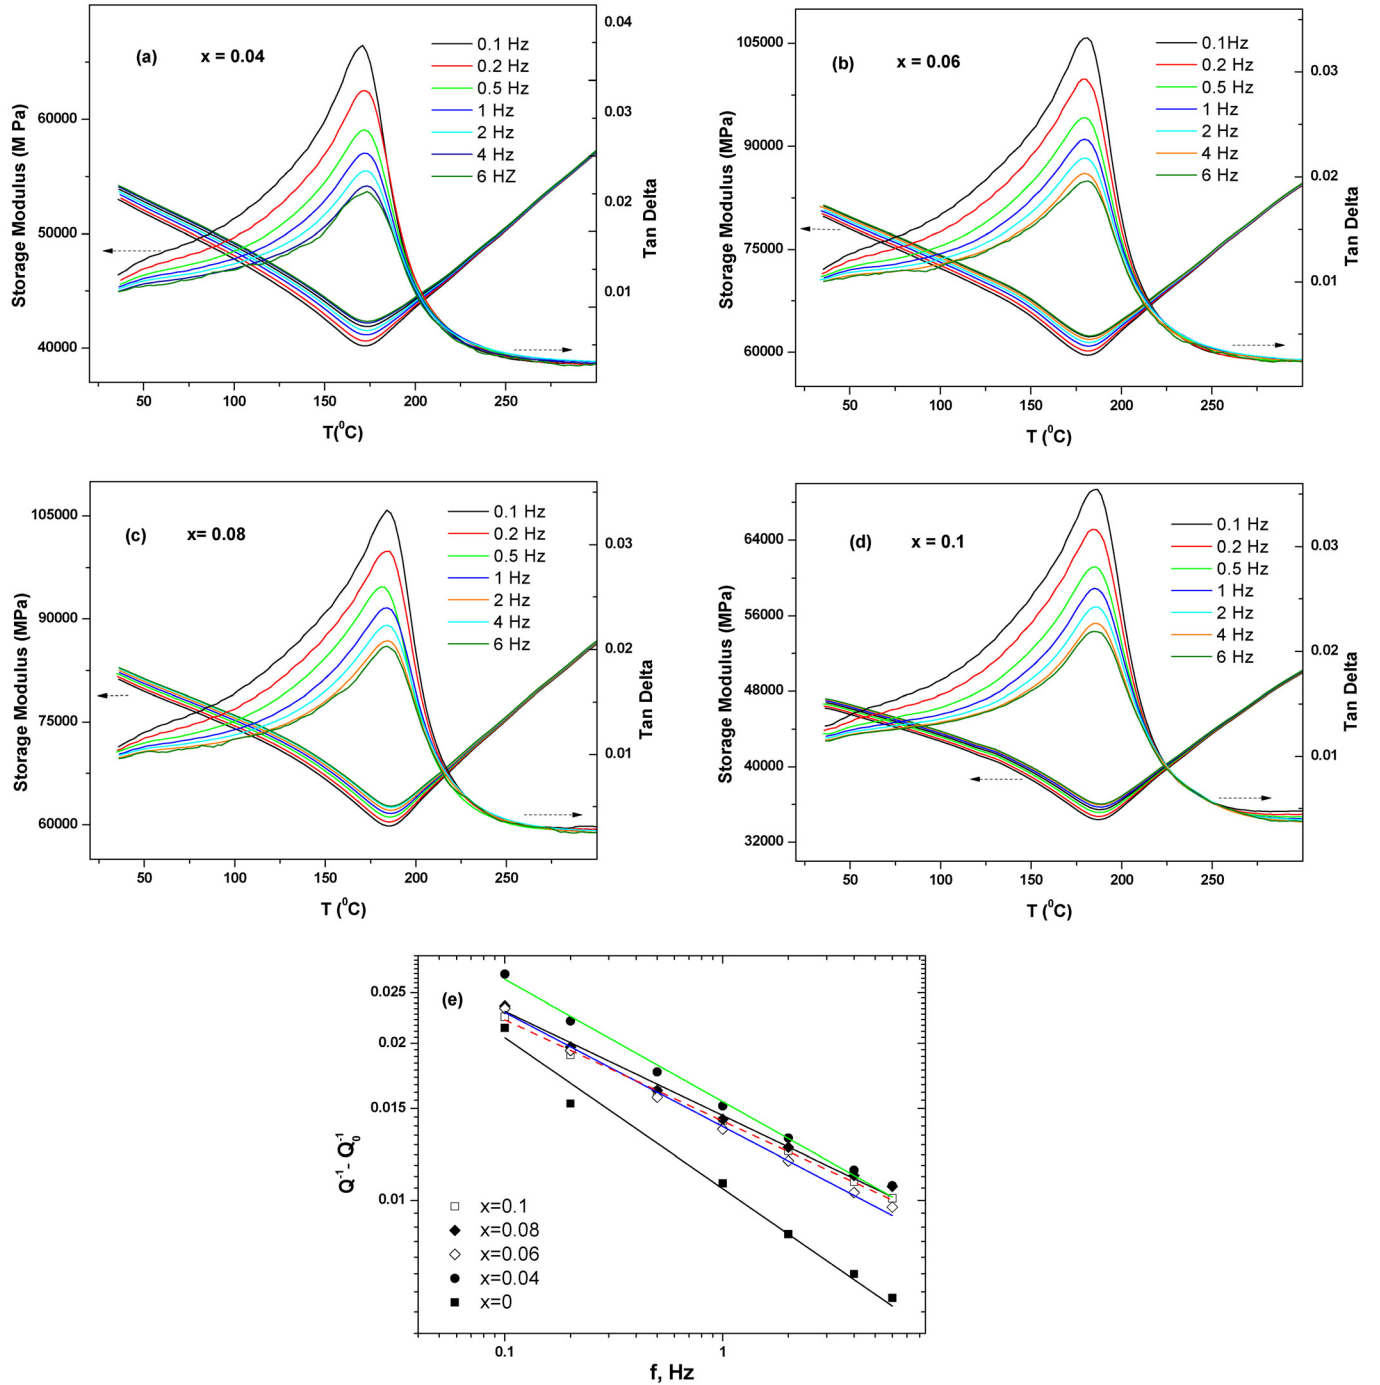 (a) x = 0.04
0.1 Hz
0.2 Hz
0.5 Hz
1 Hz
2 Hz
4 Hz
6 HZ
60000
50000
40000
Storage Modulus (M Pa)
0.04
0.03
0.02
0.01
Tan Delta
50 100 150 200 250
T(⁰C)
(b) x = 0.06
0.1Hz
0.2 Hz
0.5 Hz
1 Hz
2 Hz
4 Hz
6 Hz
105000
90000
75000
60000
Storage Modulus (MPa)
0.03
0.02
0.01
Tan Delta
50 100 150 200 250
T (⁰C)
(c) x= 0.08
0.1 Hz
0.2 Hz
0.5 Hz
1 Hz
2 Hz
4 Hz
6 Hz
105000
90000
75000
60000
Storage Modulus (MPa)
0.03
0.02
0.01
Tan Delta
50 100 150 200 250
T (⁰C)
(d) x = 0.1
0.1 Hz
0.2 Hz
0.5 Hz
1 Hz
2 Hz
4 Hz
6 Hz
64000
56000
48000
40000
32000
Storage Modulus (MPa)
0.03
0.02
0.01
Tan Delta
50 100 150 200 250
T (⁰C)
(e)
0.025
0.02
0.015
0.01
Q⁻¹- Q₀⁻¹
x=0.1
x=0.08
x=0.06
x=0.04
x=0
0.1 1
f, Hz